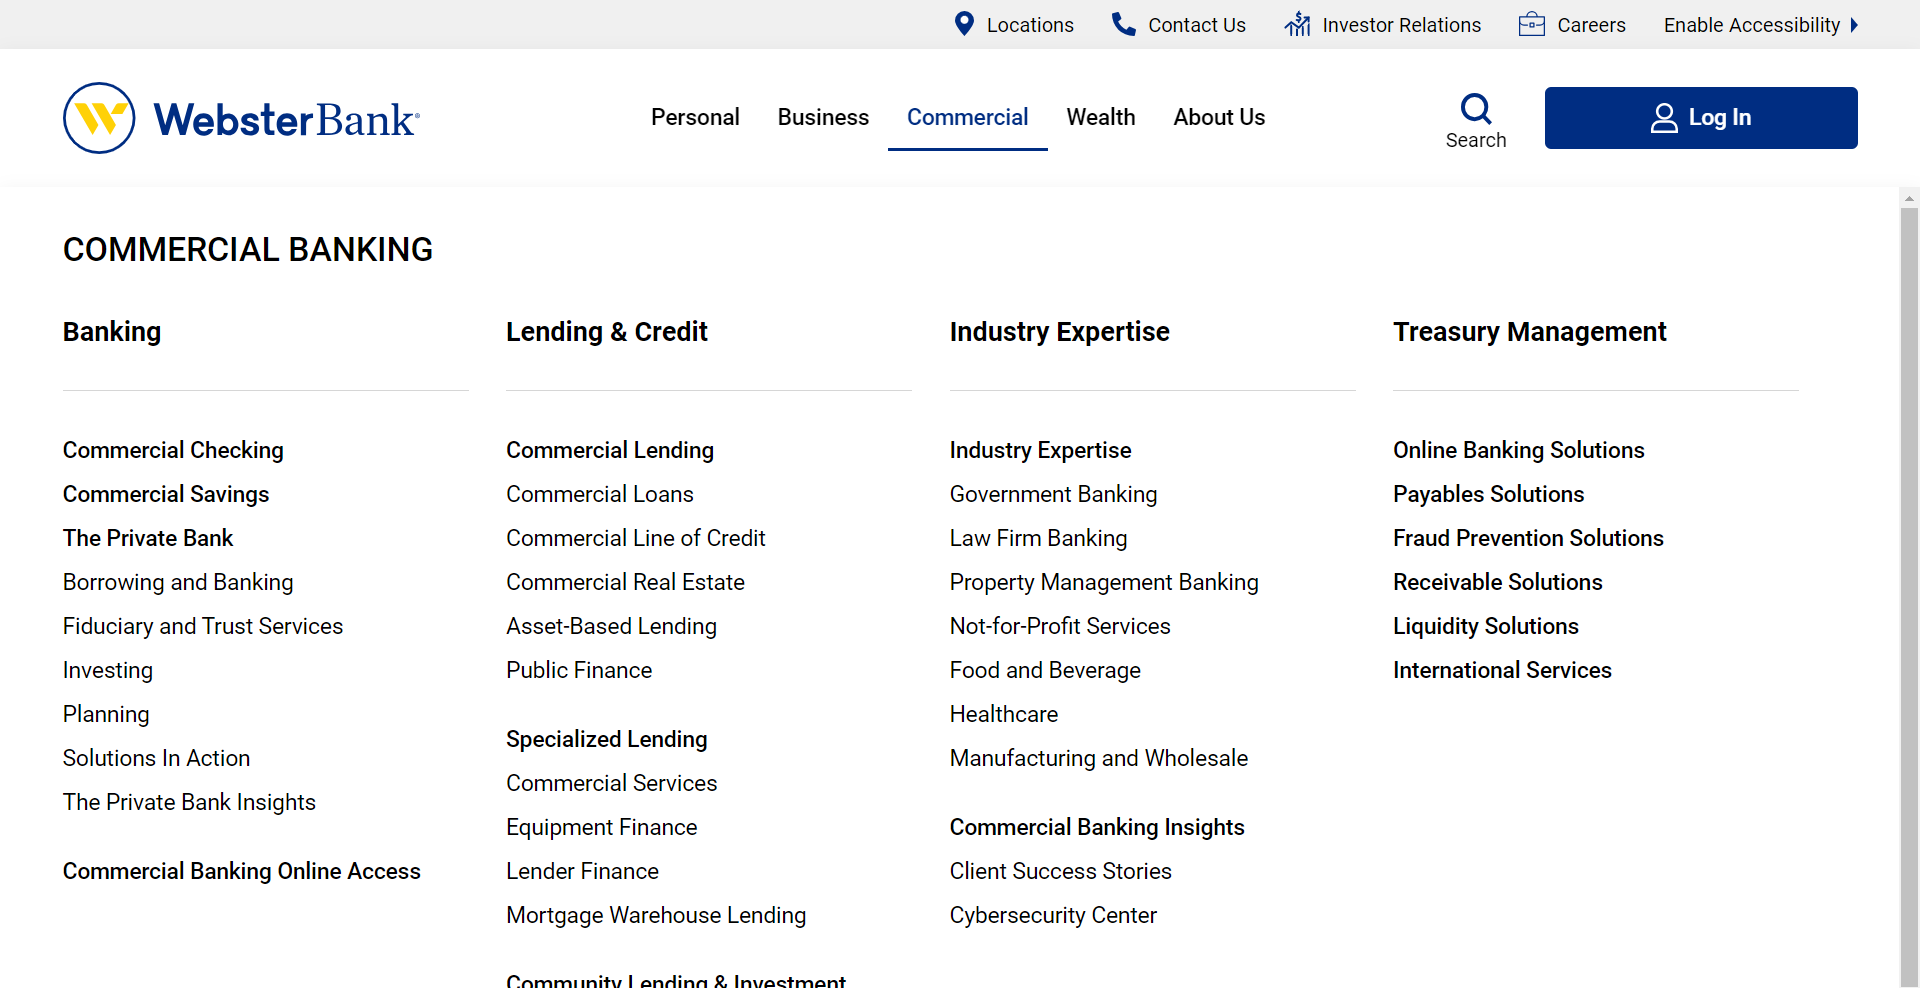 Locations
Contact Us
Investor Relations
Careers
Enable Accessibility
WebsterBank®
Personal
Business
Commercial
Wealth
About Us
Search
Log In
COMMERCIAL BANKING
Banking
Commercial Checking
Commercial Savings
The Private Bank
Borrowing and Banking
Fiduciary and Trust Services
Investing
Planning
Solutions In Action
The Private Bank Insights
Commercial Banking Online Access
Lending & Credit
Commercial Lending
Commercial Loans
Commercial Line of Credit
Commercial Real Estate
Asset-Based Lending
Public Finance
Specialized Lending
Commercial Services
Equipment Finance
Lender Finance
Mortgage Warehouse Lending
Community Lending & Investment
Industry Expertise
Industry Expertise
Government Banking
Law Firm Banking
Property Management Banking
Not-for-Profit Services
Food and Beverage
Healthcare
Manufacturing and Wholesale
Commercial Banking Insights
Client Success Stories
Cybersecurity Center
Treasury Management
Online Banking Solutions
Payables Solutions
Fraud Prevention Solutions
Receivable Solutions
Liquidity Solutions
International Services